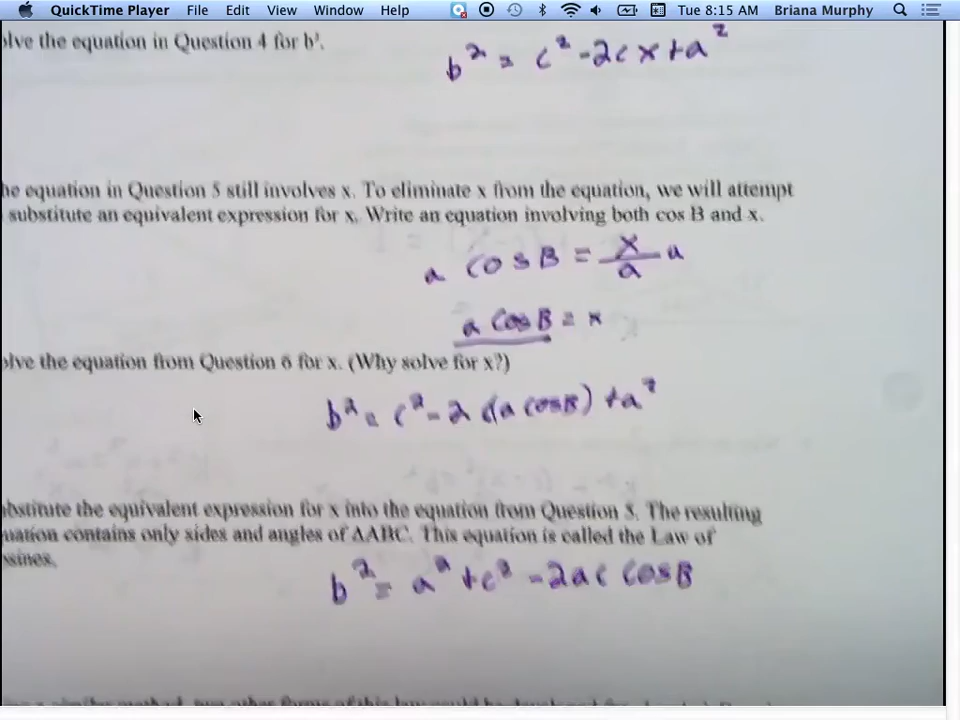 QuickTime Player File Edit View Window Help Tue 8:15 AM Briana Murphy
olve the equation in Question 4 for b².
b² = c² -2c x + a²
he equation in Question 5 still involves x. To eliminate x from the equation, we will attempt
substitute an equivalent expression for x. Write an equation involving both cos B and x.
a cos B = x/a a
a cos B = x
olve the equation from Question 6 for x. (Why solve for x?)
b² = c² - 2 c(a cosB) + a²
ubstitute the equivalent expression for x into the equation from Question 5. The resulting
uation contains only sides and angles of ΔABC. This equation is called the Law of
osines.
b² = a² + c² - 2ac cosB